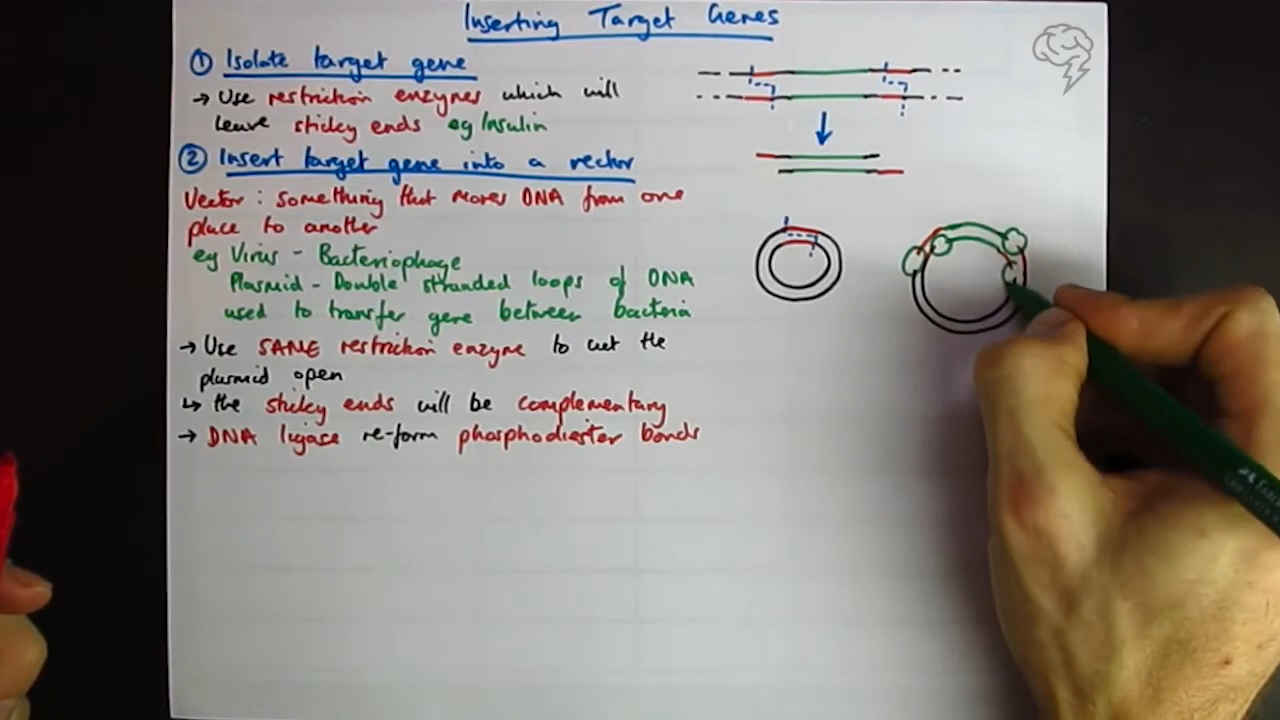 Inserting Target Genes
① Isolate target gene
→ Use restriction enzymes which will
leave sticky ends eg Insulin
② Insert target gene into a vector
Vector : something that moves DNA from one
place to another
eg Virus - Bacteriophage
Plasmid - Double stranded loops of DNA
used to transfer gene between bacteria
→ Use SAME restriction enzyme to cut the
plasmid open
↳ the sticky ends will be complementary
→ DNA ligase re-form phosphodiester bonds